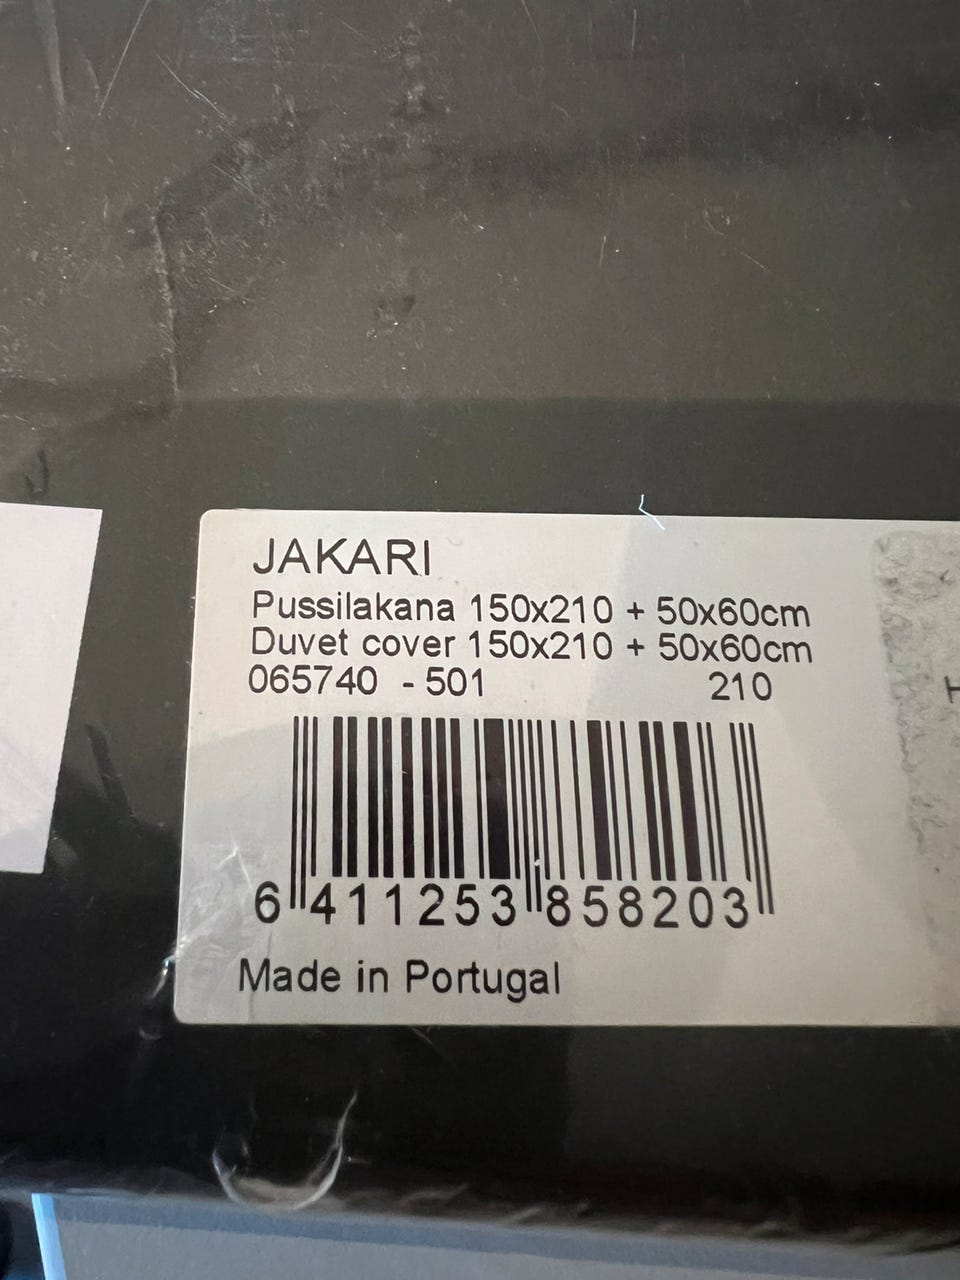 JAKARI
Pussilakana 150x210 + 50x60cm
Duvet cover 150x210 + 50x60cm
065740 - 501 210
6 411253 858203
Made in Portugal